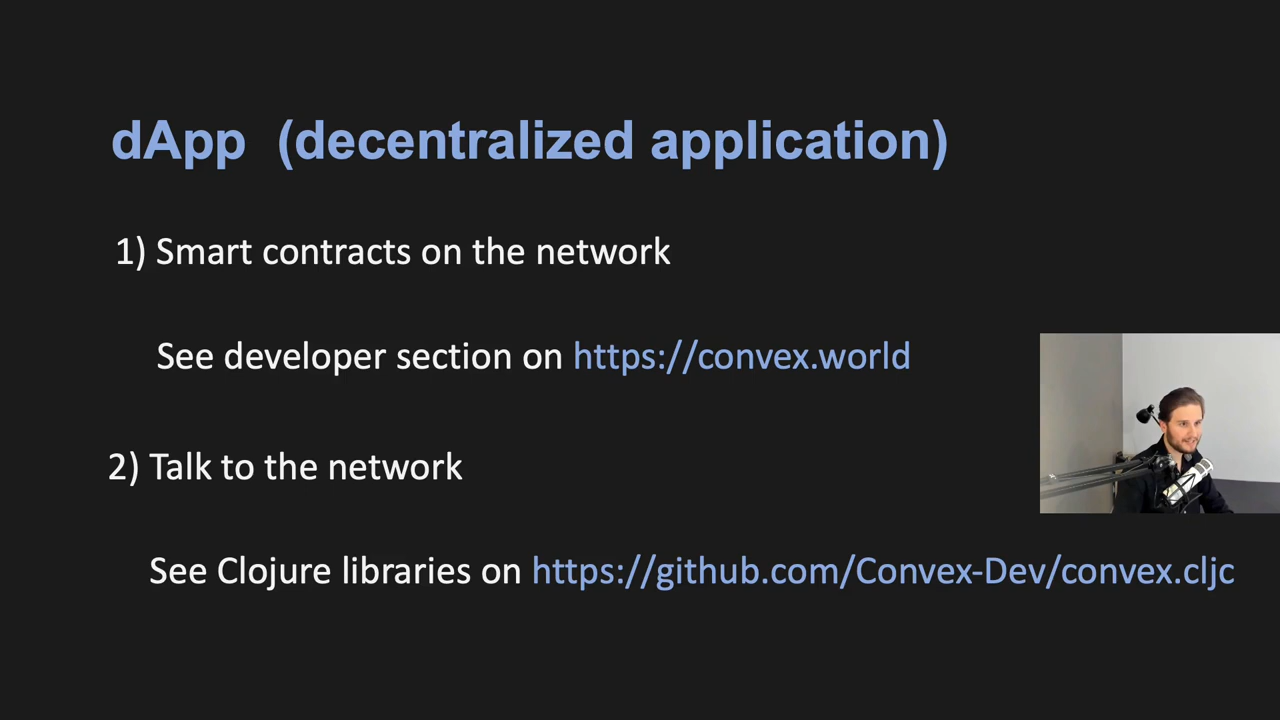 dApp (decentralized application)
1) Smart contracts on the network
See developer section on https://convex.world
2) Talk to the network
See Clojure libraries on https://github.com/Convex-Dev/convex.cljc